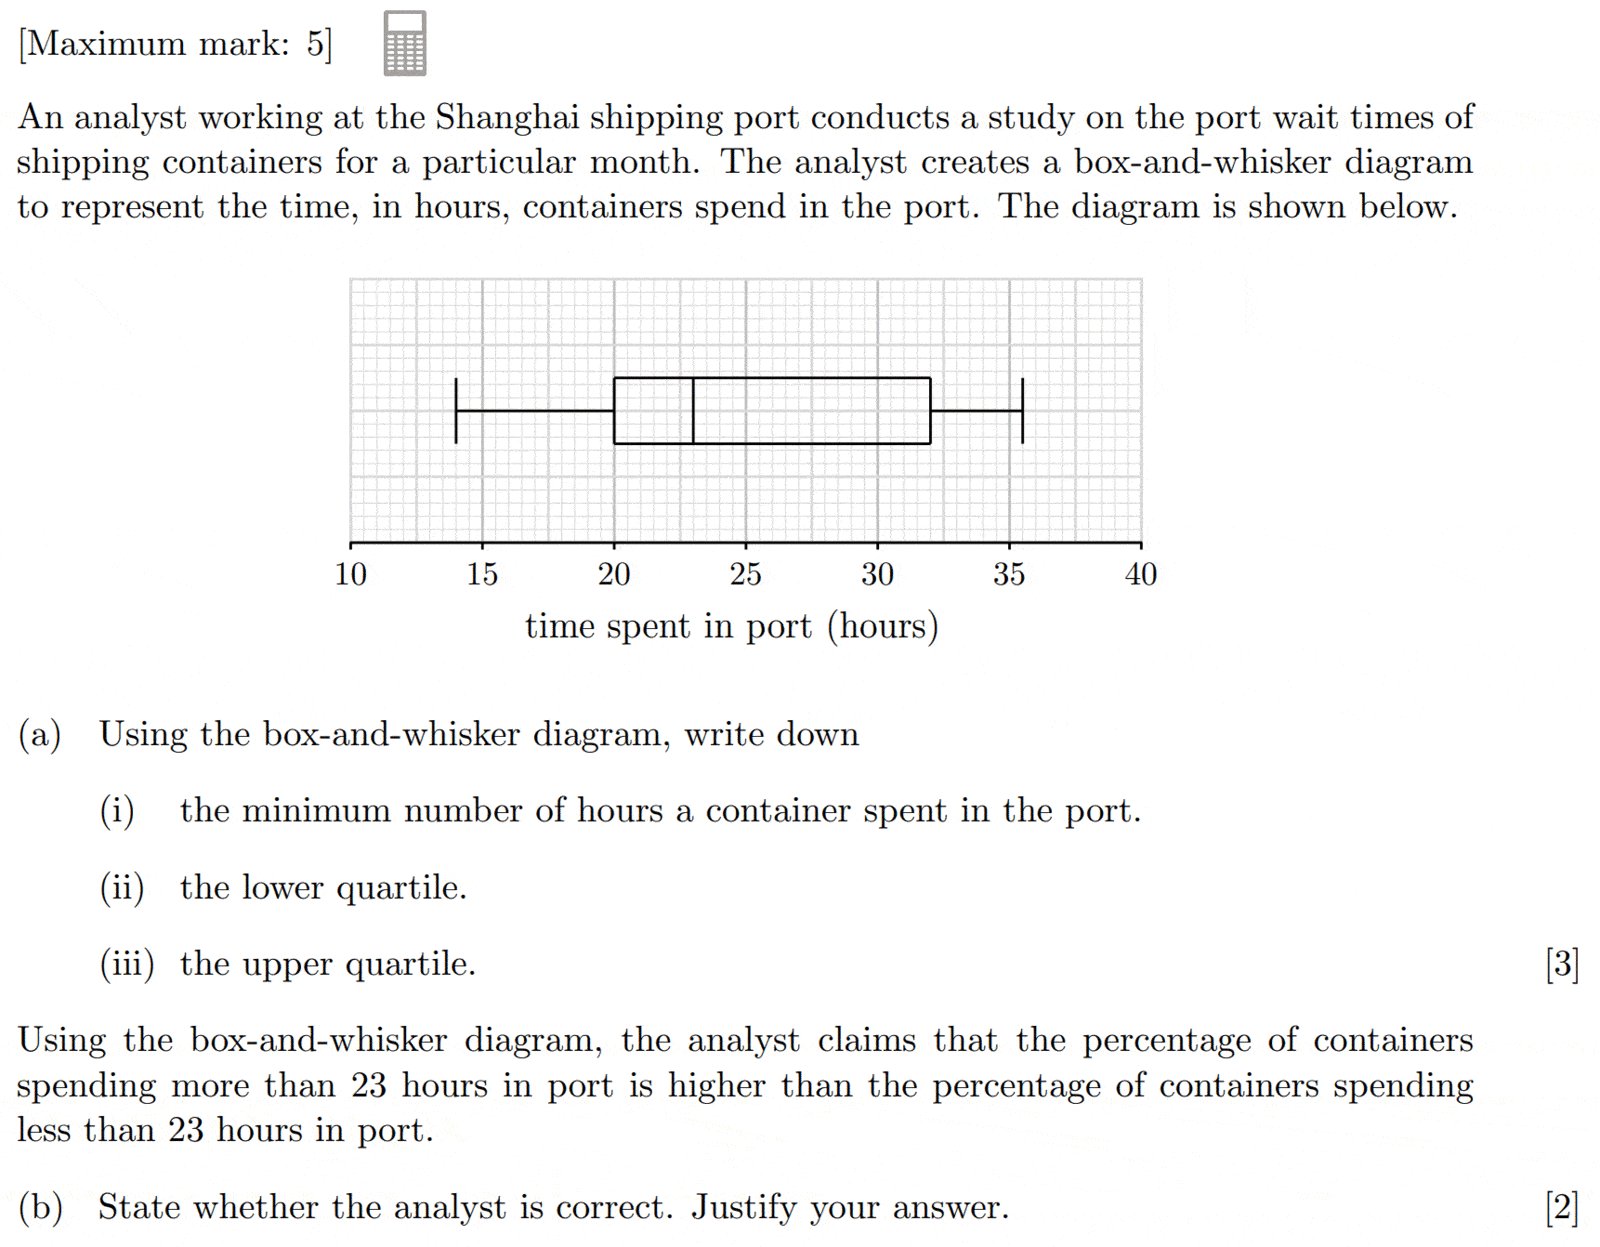 [Maximum mark: 5]
An analyst working at the Shanghai shipping port conducts a study on the port wait times of
shipping containers for a particular month. The analyst creates a box-and-whisker diagram
to represent the time, in hours, containers spend in the port. The diagram is shown below.
10 15 20 25 30 35 40
time spent in port (hours)
(a) Using the box-and-whisker diagram, write down
(i) the minimum number of hours a container spent in the port.
(ii) the lower quartile.
(iii) the upper quartile. [3]
Using the box-and-whisker diagram, the analyst claims that the percentage of containers
spending more than 23 hours in port is higher than the percentage of containers spending
less than 23 hours in port.
(b) State whether the analyst is correct. Justify your answer. [2]